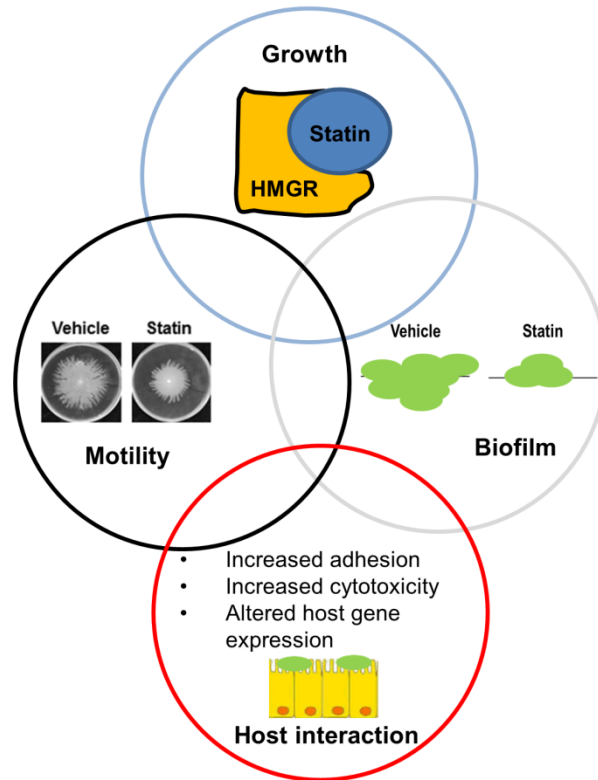 Growth
Statin
HMGR
Vehicle Statin
Motility
Vehicle Statin
Biofilm
• Increased adhesion
• Increased cytotoxicity
• Altered host gene
expression
Host interaction